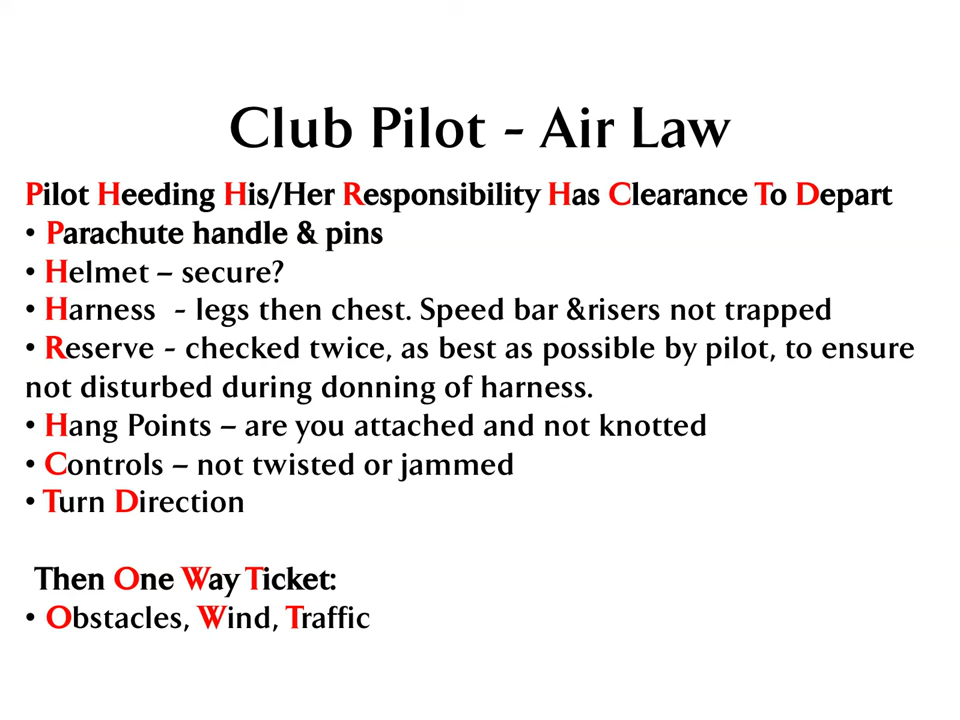 Club Pilot - Air Law
Pilot Heeding His/Her Responsibility Has Clearance To Depart
• Parachute handle & pins
• Helmet – secure?
• Harness - legs then chest. Speed bar &risers not trapped
• Reserve - checked twice, as best as possible by pilot, to ensure
not disturbed during donning of harness.
• Hang Points – are you attached and not knotted
• Controls – not twisted or jammed
• Turn Direction
Then One Way Ticket:
• Obstacles, Wind, Traffic